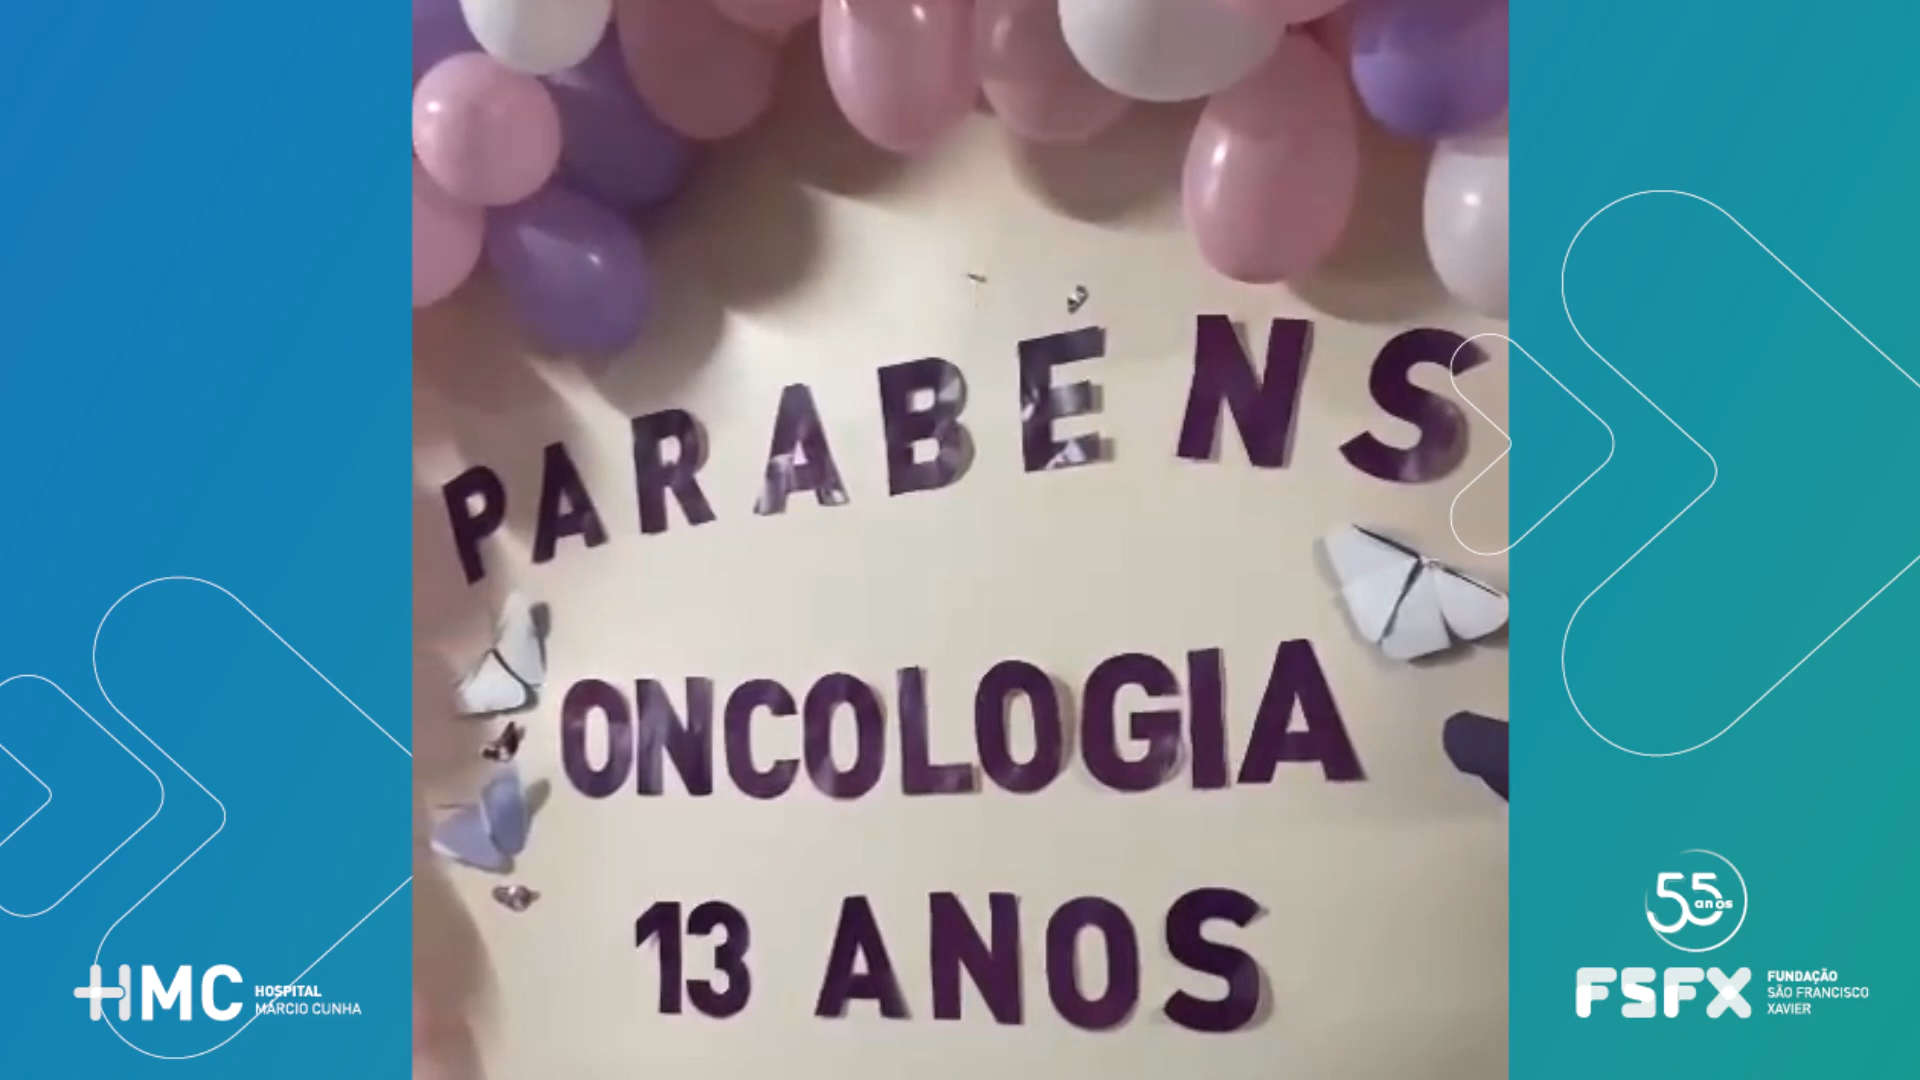 PARABÉNS
ONCOLOGIA
13 ANOS
HMC HOSPITAL
MÁRCIO CUNHA
55
anos
FSFX FUNDAÇÃO
SÃO FRANCISCO
XAVIER